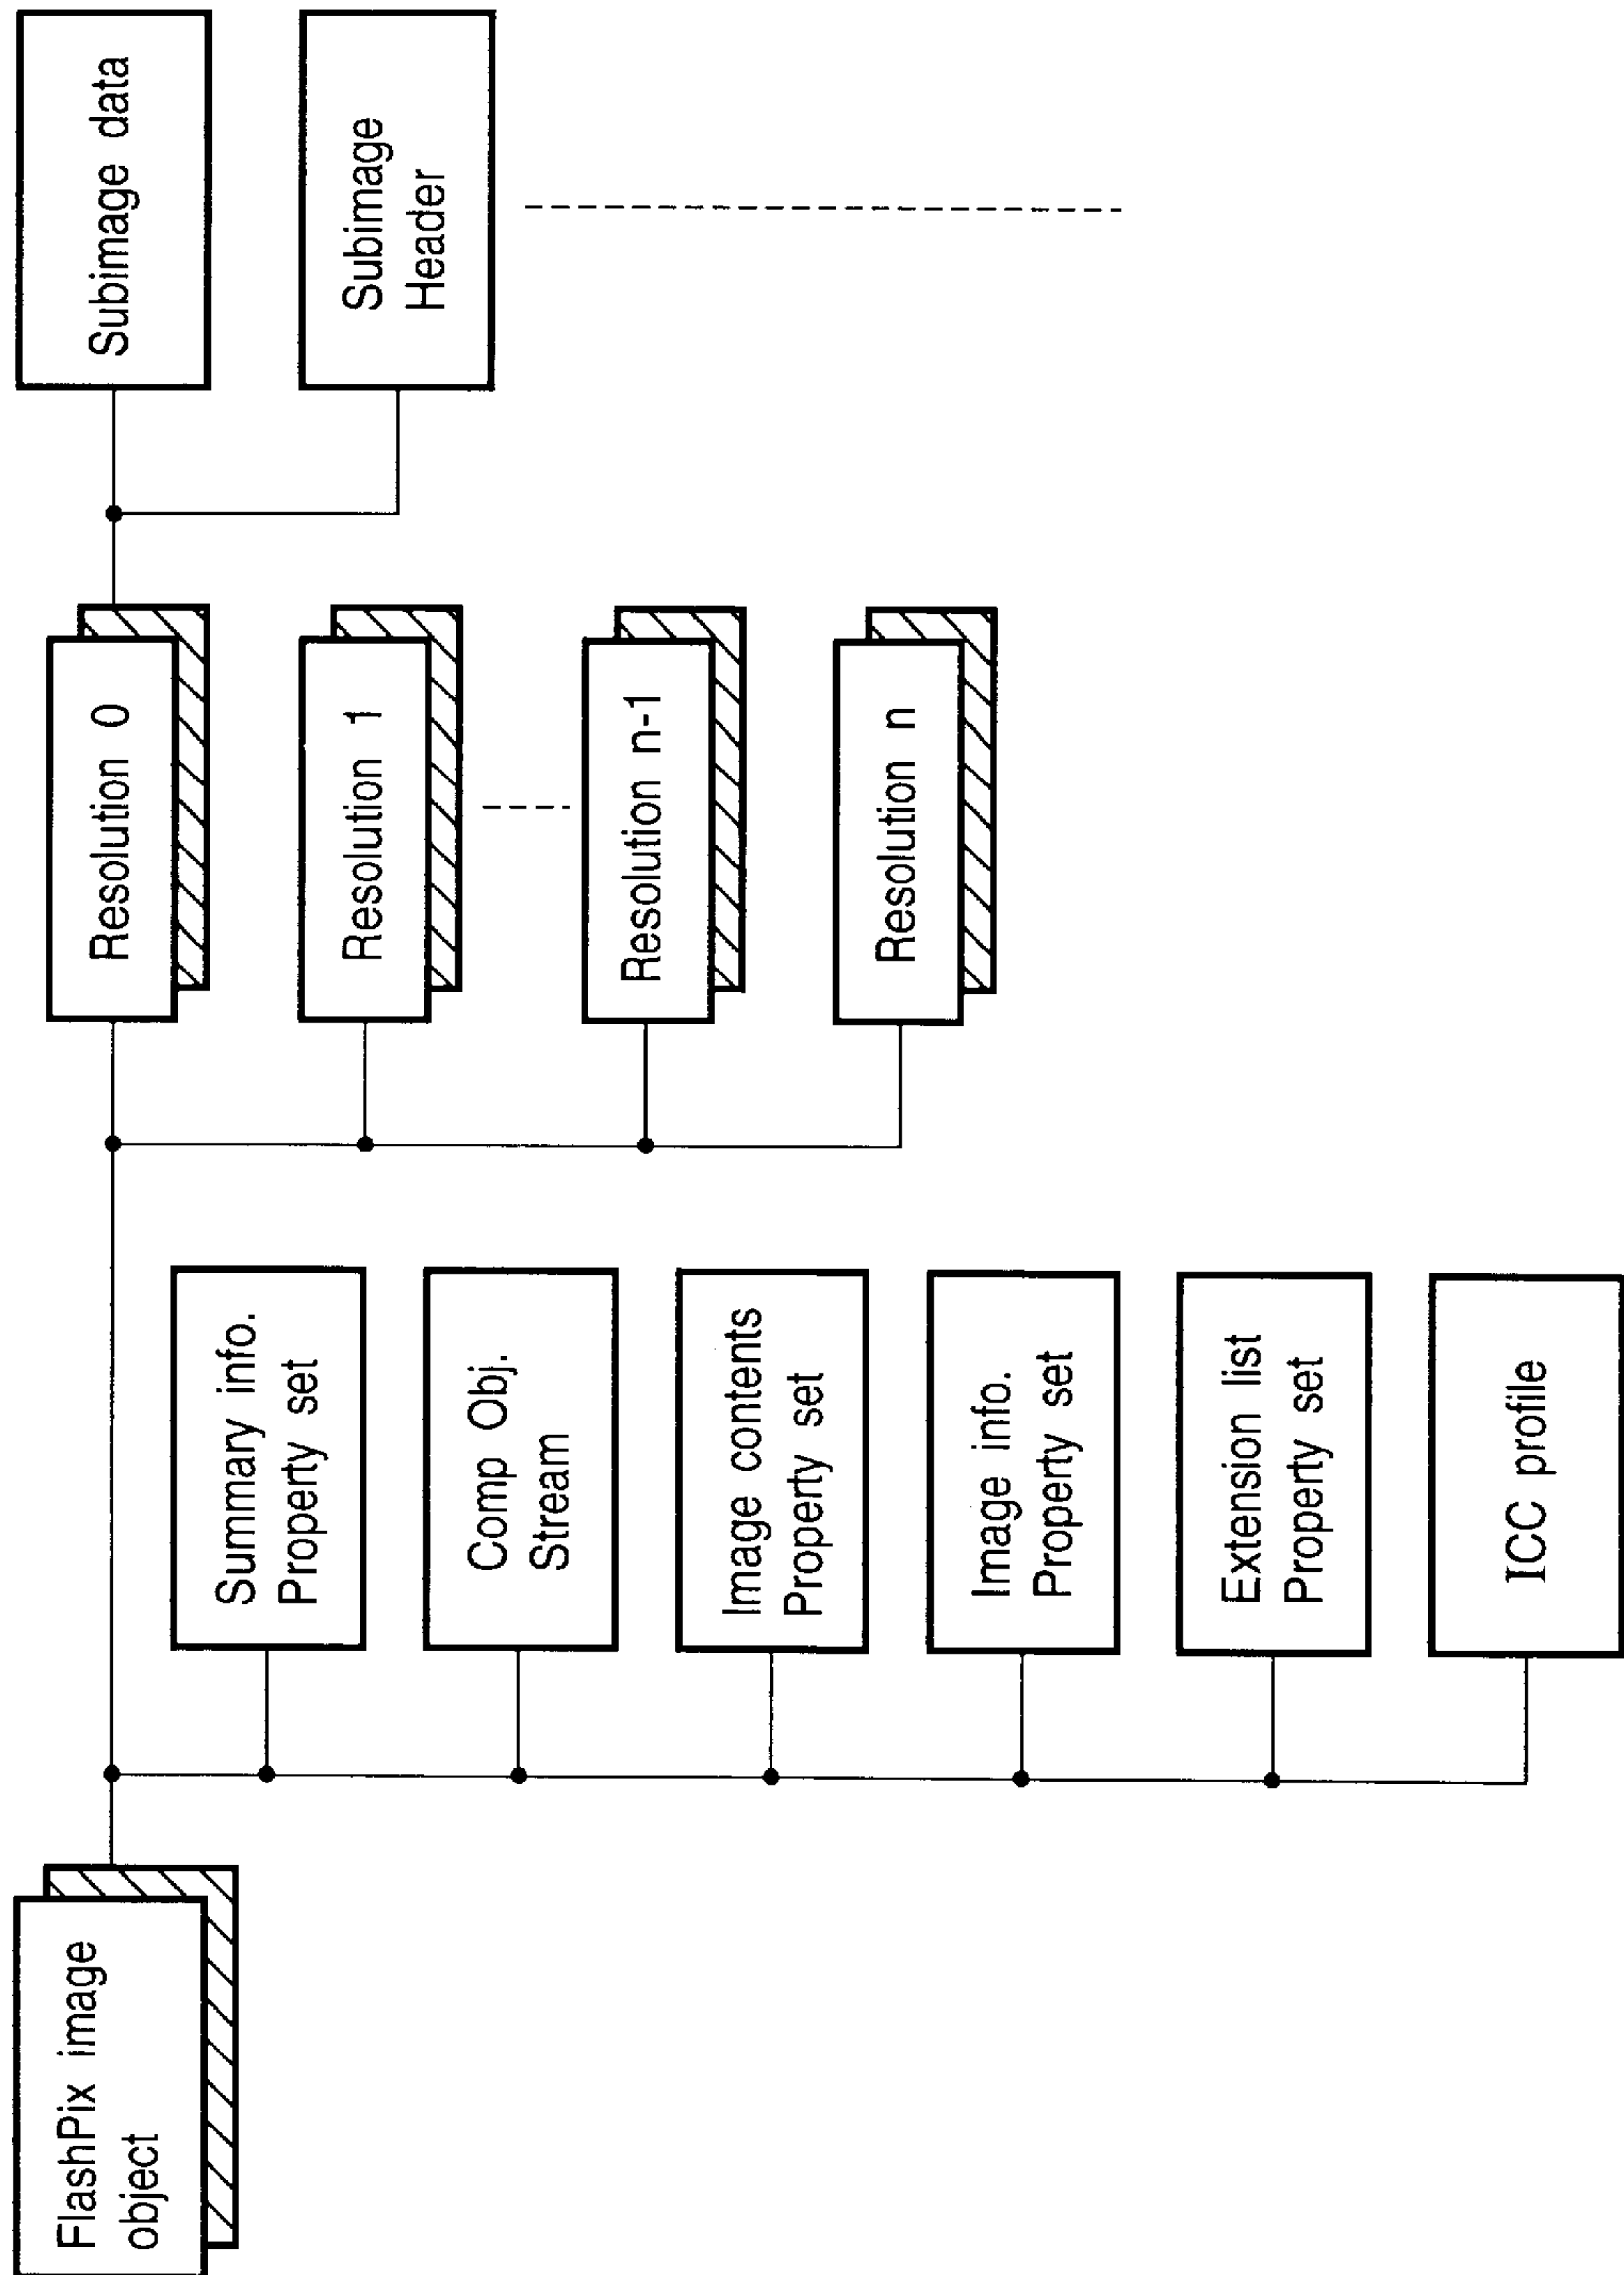 FlashPix image
object
Summary info.
Property set
Comp Obj.
Stream
Image contents
Property set
Image info.
Property set
Extension list
Property set
ICC profile
Resolution 0
Resolution 1
Resolution n-1
Resolution n
Subimage data
Subimage
Header